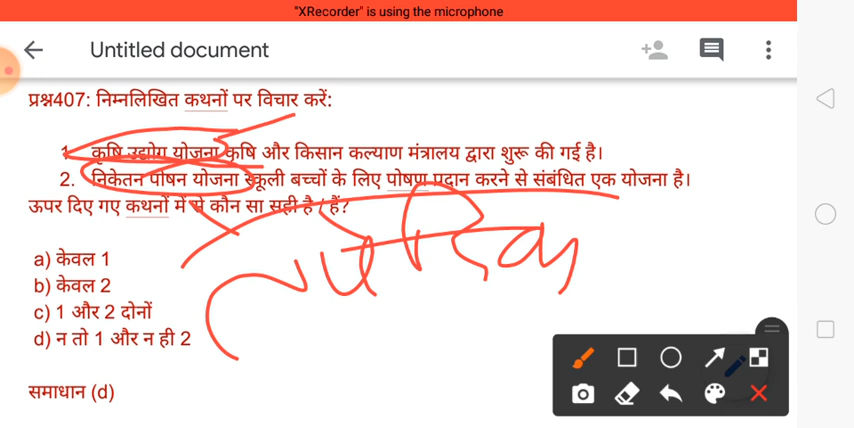 "XRecorder" is using the microphone
Untitled document
प्रश्न407: निम्नलिखित कथनों पर विचार करें:
1. कृषि उद्योग योजना कृषि और किसान कल्याण मंत्रालय द्वारा शुरू की गई है।
2. निकेतन पोषन योजना स्कूली बच्चों के लिए पोषण प्रदान करने से संबंधित एक योजना है।
ऊपर दिए गए कथनों में से कौन सा सही है / हैं?
a) केवल 1
b) केवल 2
c) 1 और 2 दोनों
d) न तो 1 और न ही 2
समाधान (d)